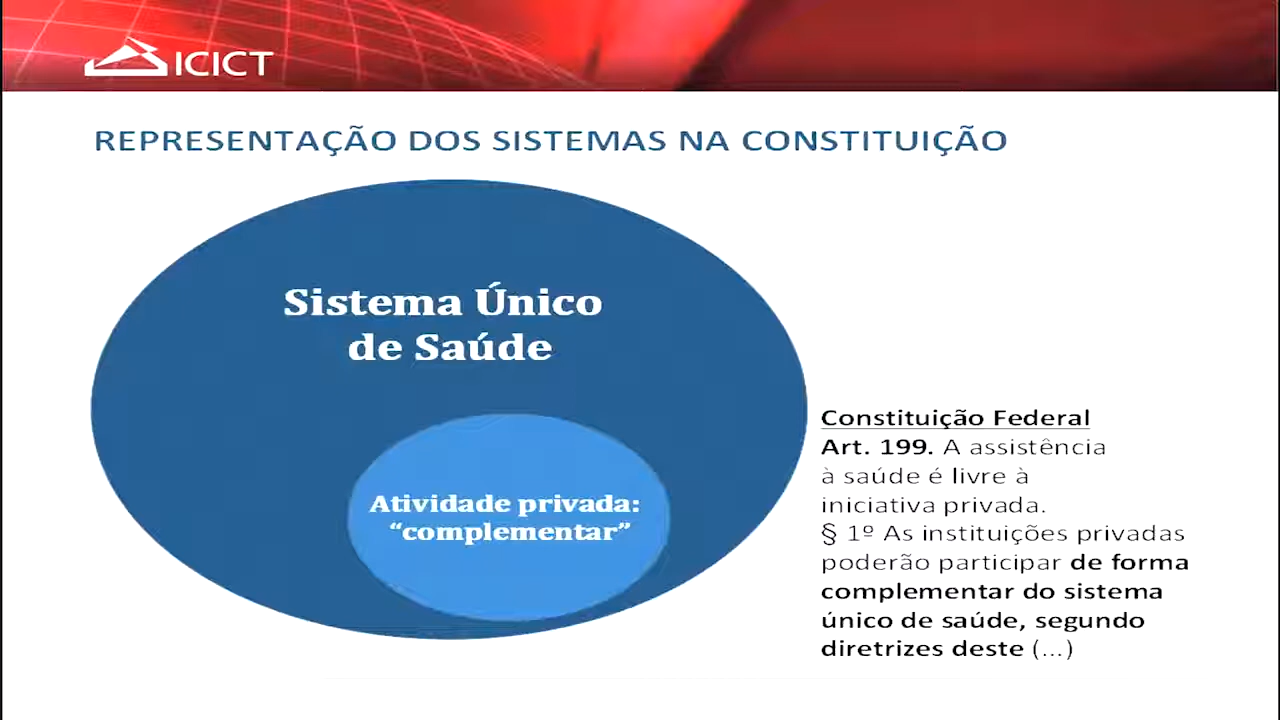 ICICT
REPRESENTAÇÃO DOS SISTEMAS NA CONSTITUIÇÃO
Sistema Único
de Saúde
Atividade privada:
“complementar”
Constituição Federal
Art. 199. A assistência
à saúde é livre à
iniciativa privada.
§ 1º As instituições privadas
poderão participar de forma
complementar do sistema
único de saúde, segundo
diretrizes deste (...)